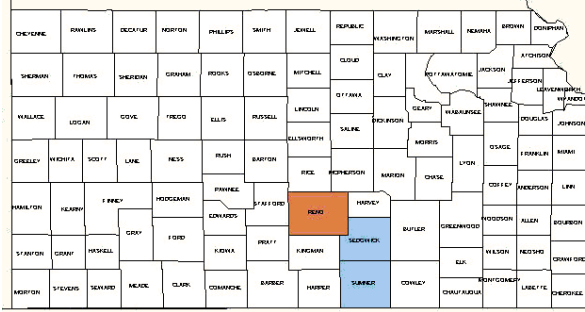 CHEYENNE RAWLINS DECATUR NORTON PHILLIPS SMITH JEWELL REPUBLIC WASHINGTON MARSHALL NEMAHA BROWN DONIPHAN
SHERMAN THOMAS SHERIDAN GRAHAM ROOKS OSBORNE MITCHELL CLOUD CLAY POTTAWATOMIE JACKSON ATCHISON
JEFFERSON LEAVENWORTH
WALLACE LOGAN GOVE TREGO ELLIS RUSSELL LINCOLN OTTAWA DICKINSON GEARY WABAUNSEE SHAWNEE DOUGLAS JOHNSON
ELLSWORTH SALINE MORRIS
GREELEY WICHITA SCOTT LANE NESS RUSH BARTON RICE MCPHERSON MARION CHASE LYON OSAGE FRANKLIN MIAMI
HAMILTON KEARNY FINNEY HODGEMAN PAWNEE STAFFORD RENO HARVEY COFFEY ANDERSON LINN
EDWARDS
STANTON GRANT HASKELL GRAY FORD KIOWA PRATT KINGMAN SEDGWICK BUTLER GREENWOOD WOODSON ALLEN BOURBON
ELK WILSON NEOSHO CRAWFORD
MORTON STEVENS SEWARD MEADE CLARK COMANCHE BARBER HARPER SUMNER COWLEY CHAUTAUQUA MONTGOMERY LABETTE CHEROKEE